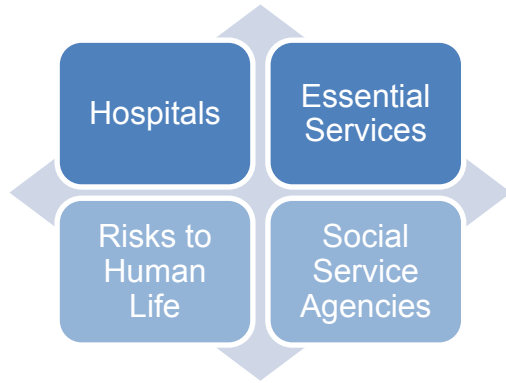 Hospitals
Essential
Services
Risks to
Human
Life
Social
Service
Agencies